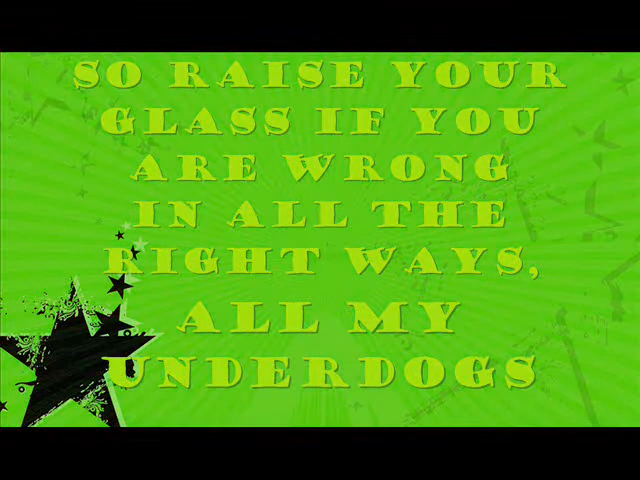 SO RAISE YOUR
GLASS IF YOU
ARE WRONG
IN ALL THE
RIGHT WAYS,
ALL MY
UNDERDOGS